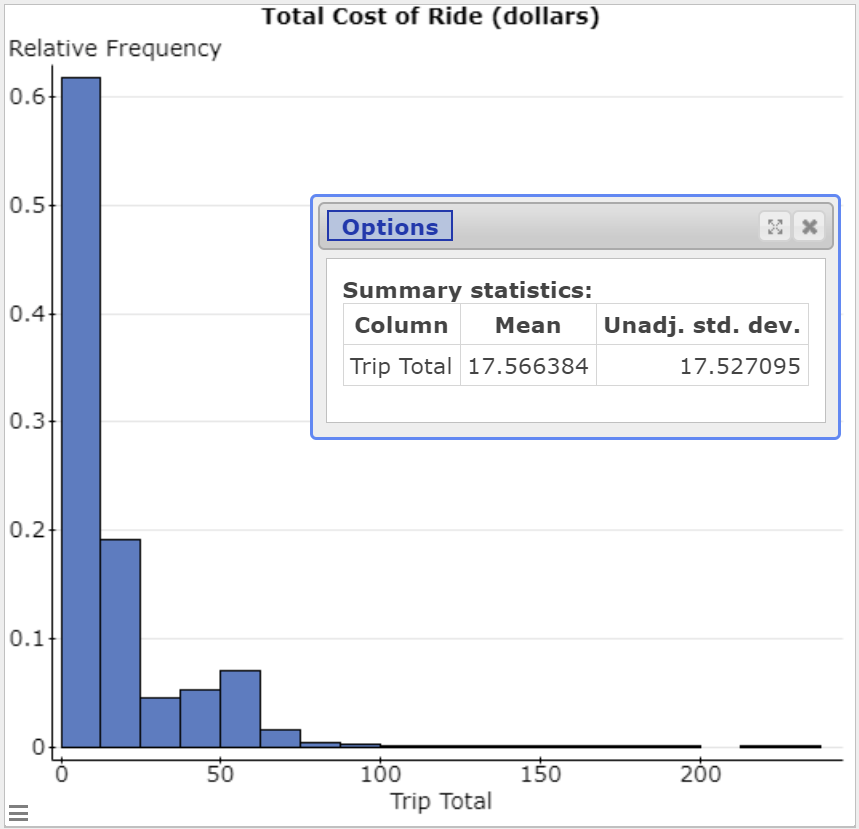 Total Cost of Ride (dollars)
Relative Frequency
0.6
0.5
Options
Summary statistics:
Column Mean Unadj. std. dev.
Trip Total 17.566384 17.527095
0.4
0.3
0.2
0.1
0
0 50 100 150 200
Trip Total